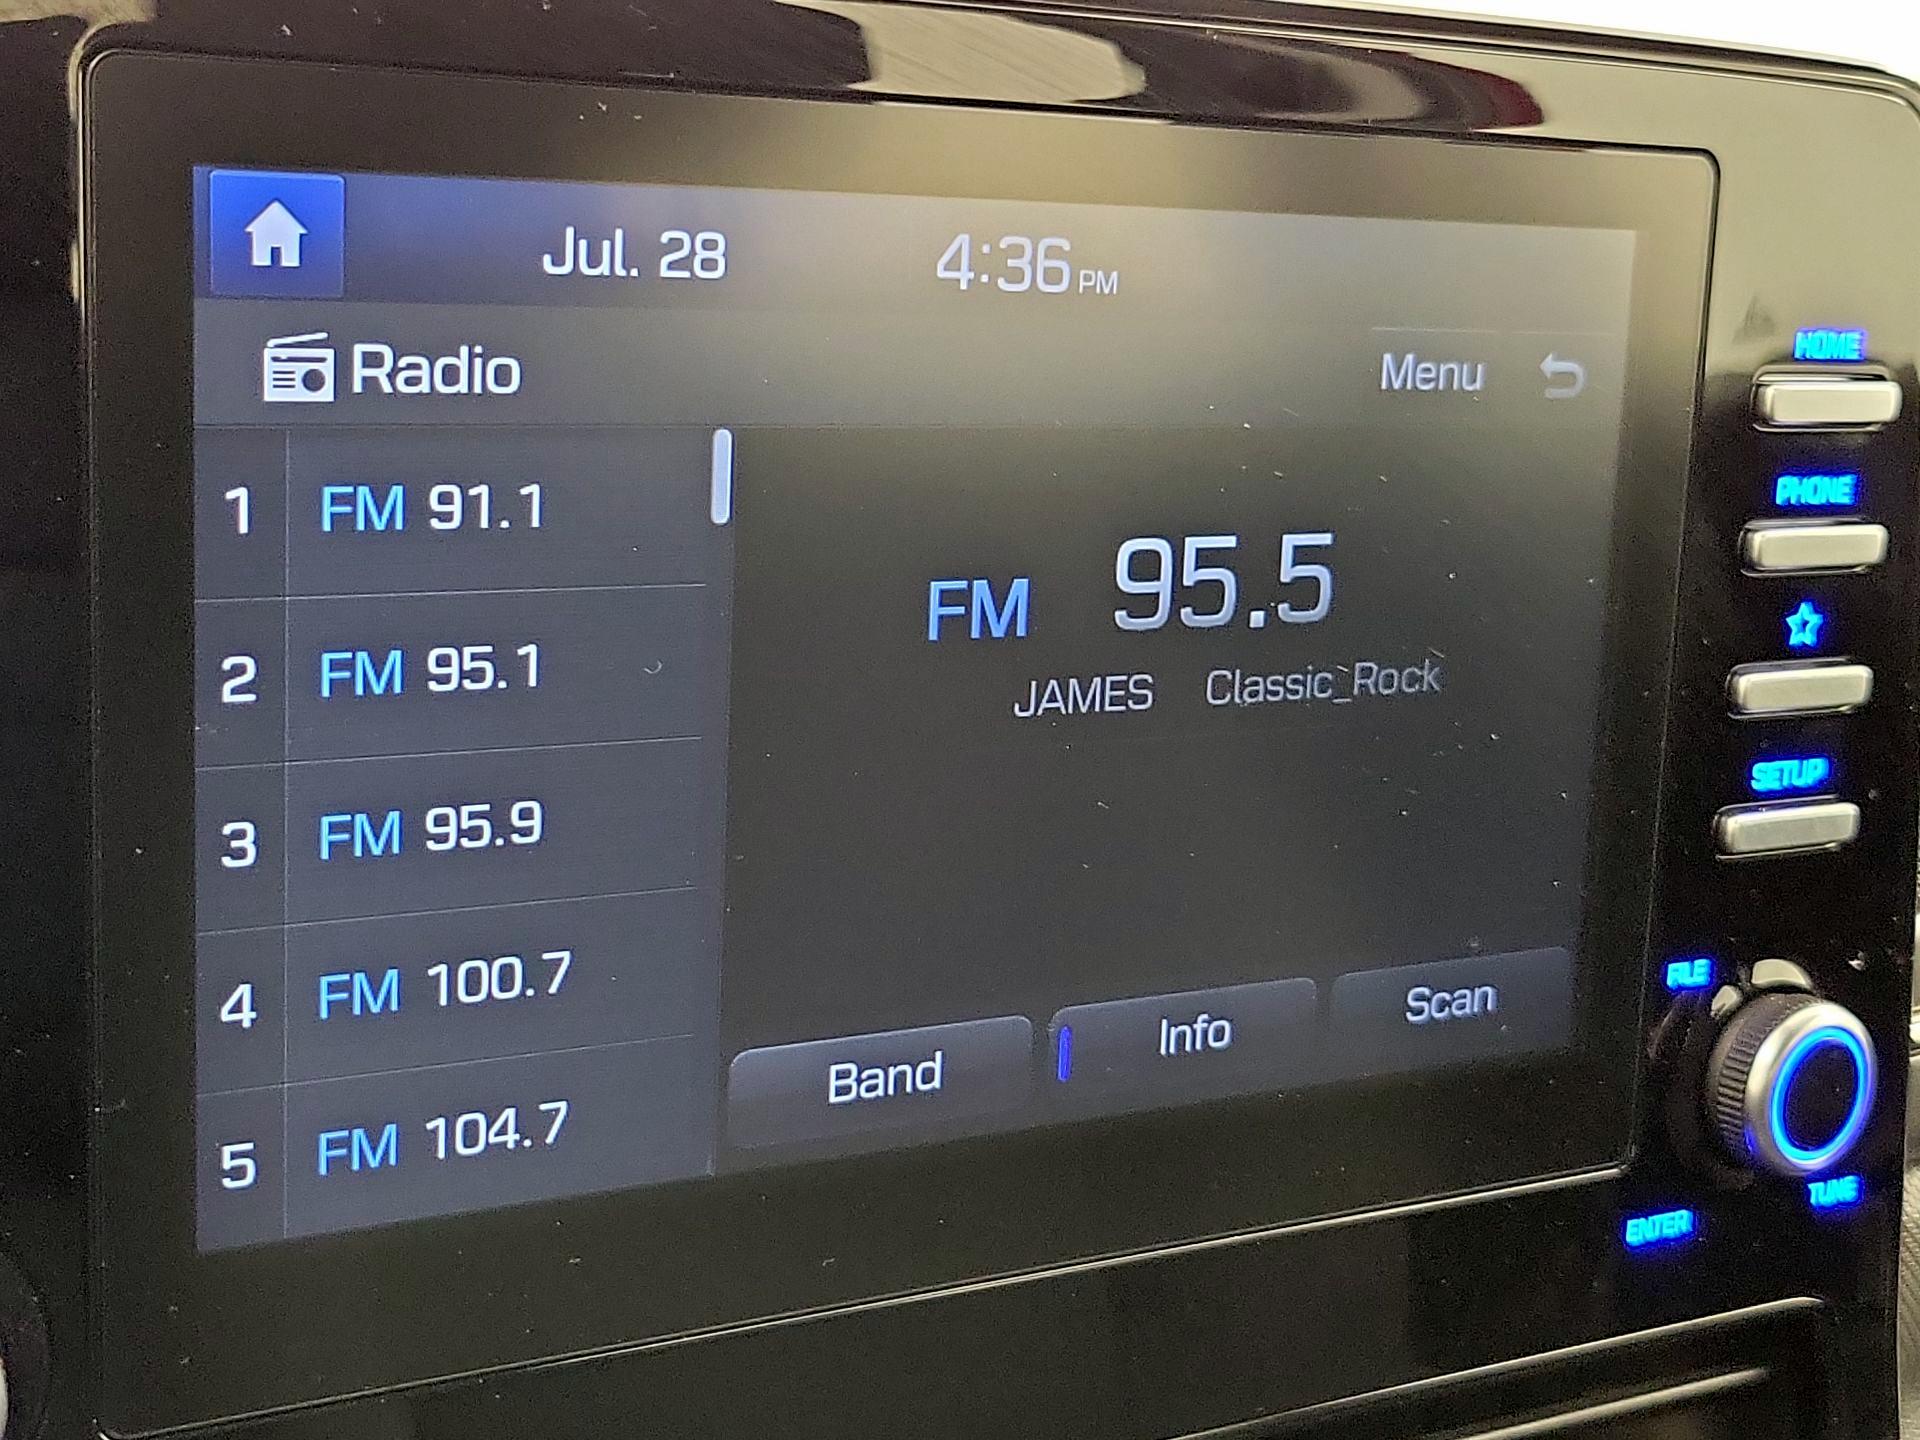 Jul. 28 4:36 PM
HOME
Radio Menu
PHONE
1 FM 91.1
FM 95.5
2 FM 95.1
JAMES Classic_Rock
SETUP
3 FM 95.9
4 FM 100.7
FILE
5 FM 104.7
Band Info Scan
TUNE
ENTER